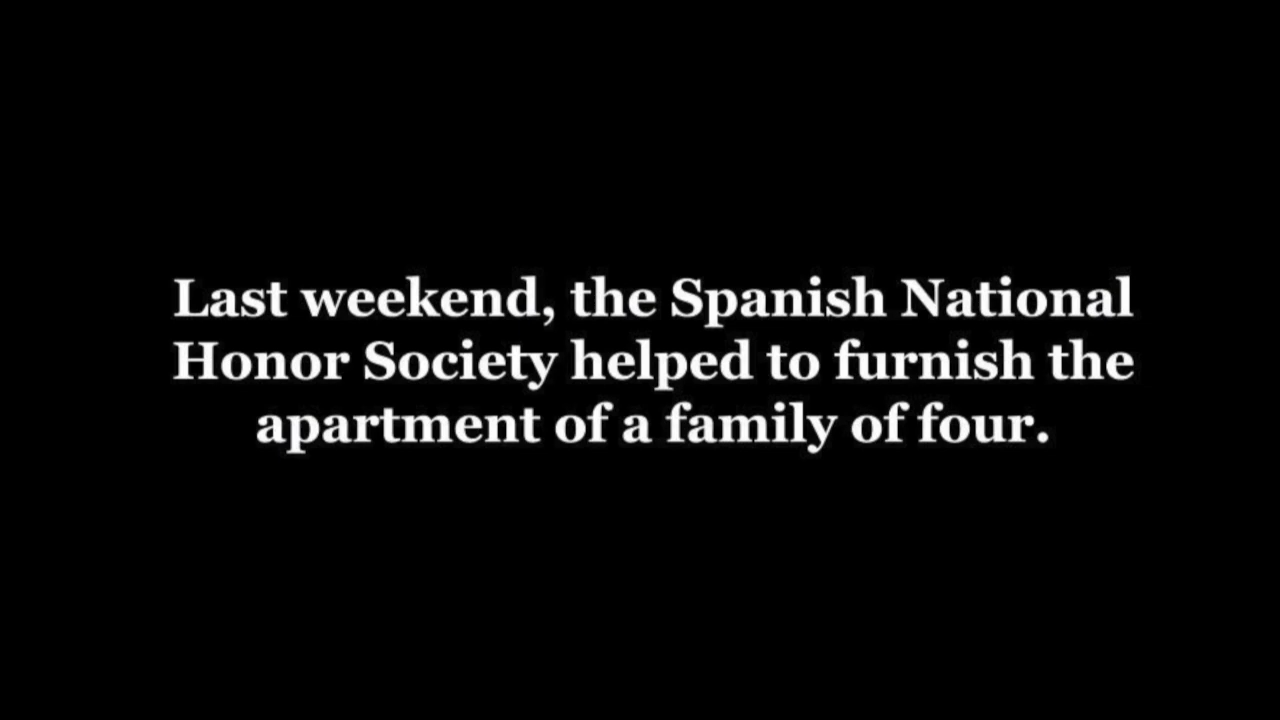 Last weekend, the Spanish National
Honor Society helped to furnish the
apartment of a family of four.